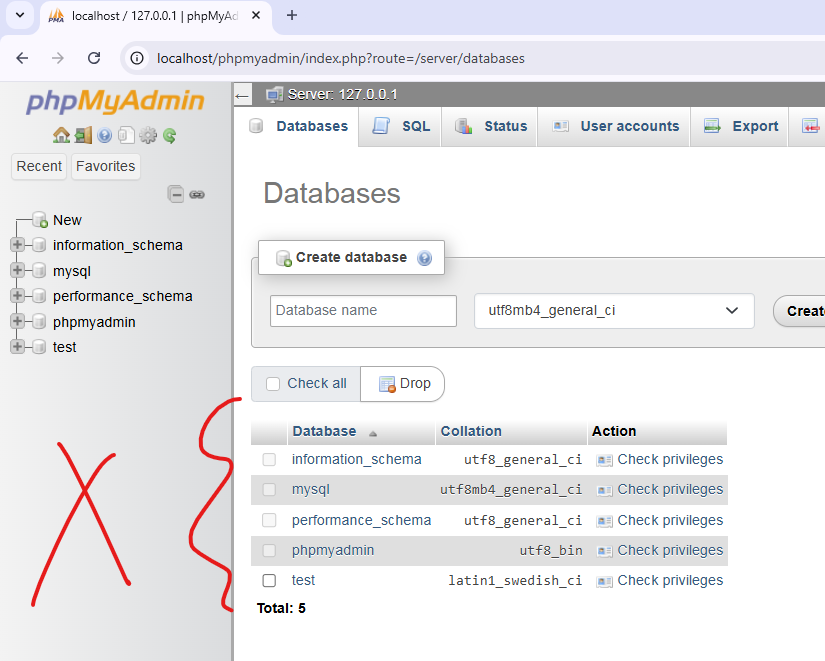 localhost / 127.0.0.1 | phpMyAd
localhost/phpmyadmin/index.php?route=/server/databases
phpMyAdmin
Recent Favorites
New
information_schema
mysql
performance_schema
phpmyadmin
test
Server: 127.0.0.1
Databases SQL Status User accounts Export
Databases
Create database
Database name utf8mb4_general_ci Create
Check all Drop
Database Collation Action
information_schema utf8_general_ci Check privileges
mysql utf8mb4_general_ci Check privileges
performance_schema utf8_general_ci Check privileges
phpmyadmin utf8_bin Check privileges
test latin1_swedish_ci Check privileges
Total: 5
X